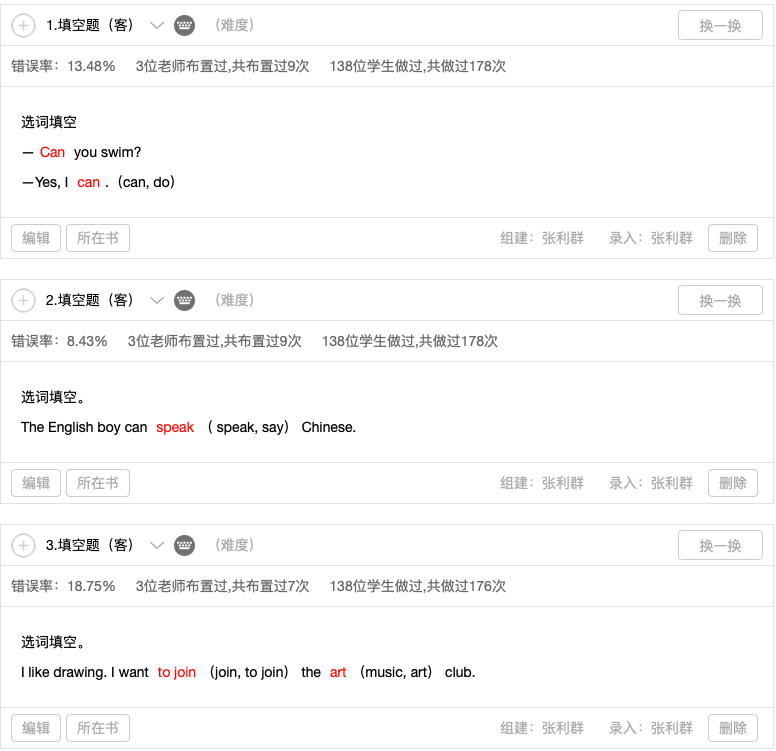 1.填空题（客） （难度） 换一换
错误率：13.48% 3位老师布置过,共布置过9次 138位学生做过,共做过178次
选词填空
— Can you swim?
—Yes, I can .（can, do）
编辑 所在书 组建：张利群 录入：张利群 删除
2.填空题（客） （难度） 换一换
错误率：8.43% 3位老师布置过,共布置过9次 138位学生做过,共做过178次
选词填空。
The English boy can speak （ speak, say） Chinese.
编辑 所在书 组建：张利群 录入：张利群 删除
3.填空题（客） （难度） 换一换
错误率：18.75% 3位老师布置过,共布置过7次 138位学生做过,共做过176次
选词填空。
I like drawing. I want to join （join, to join） the art （music, art） club.
编辑 所在书 组建：张利群 录入：张利群 删除